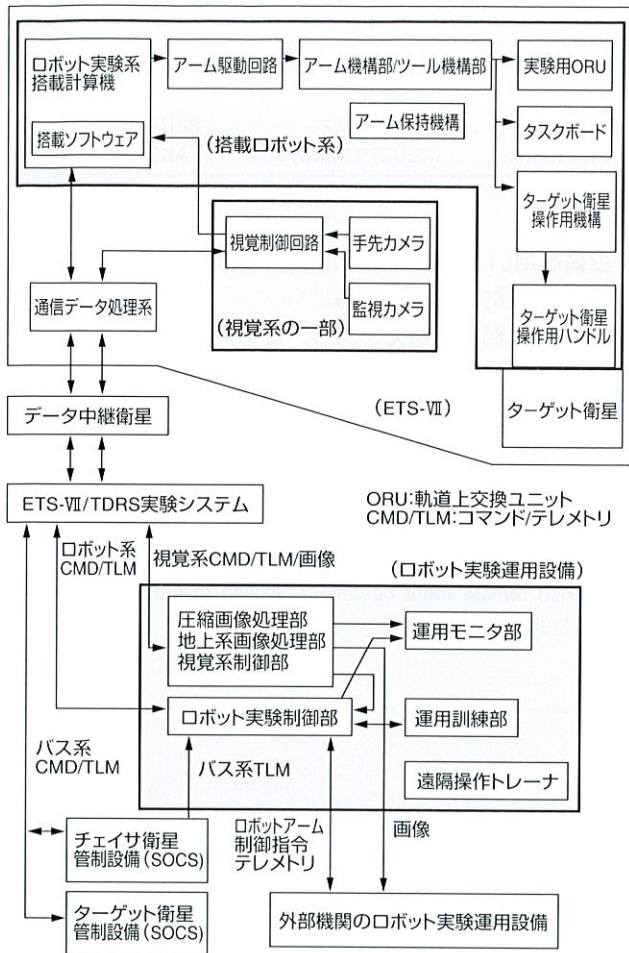 ロボット実験系
搭載計算機
搭載ソフトウェア
アーム駆動回路
アーム機構部/ツール機構部
実験用ORU
アーム保持機構
タスクボード
(搭載ロボット系)
ターゲット衛星
操作用機構
視覚制御回路
手先カメラ
監視カメラ
(視覚系の一部)
通信データ処理系
ターゲット衛星
操作用ハンドル
(ETS-Ⅶ)
ターゲット衛星
データ中継衛星
ETS-Ⅶ/TDRS実験システム
ORU:軌道上交換ユニット
CMD/TLM:コマンド/テレメトリ
ロボット系
CMD/TLM
視覚系CMD/TLM/画像
(ロボット実験運用設備)
圧縮画像処理部
地上系画像処理部
視覚系制御部
運用モニタ部
ロボット実験制御部
運用訓練部
バス系
CMD/TLM
バス系TLM
遠隔操作トレーナ
チェイサ衛星
管制設備(SOCS)
ロボットアーム
制御指令
テレメトリ
画像
ターゲット衛星
管制設備(SOCS)
外部機関のロボット実験運用設備